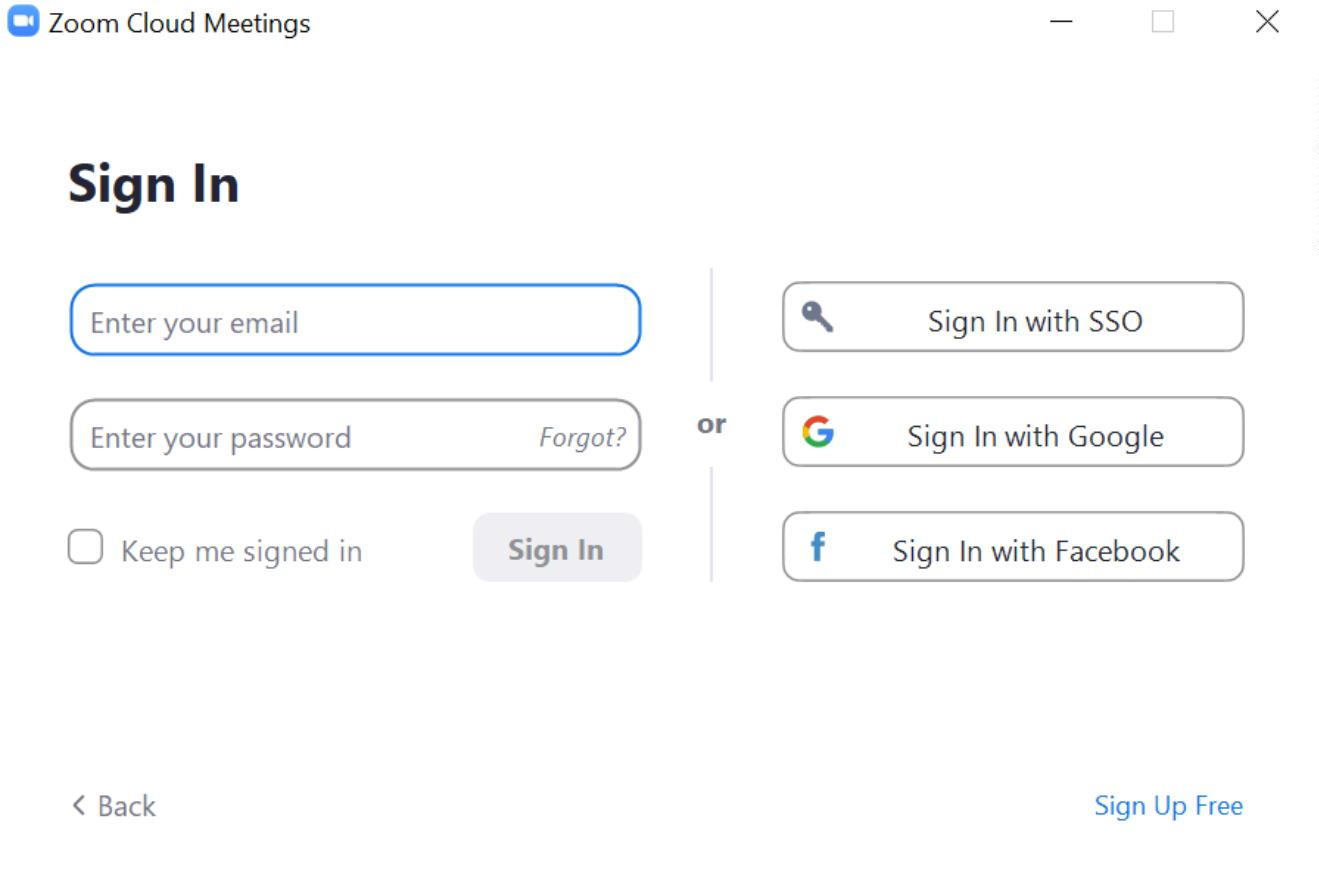 Zoom Cloud Meetings
Sign In
Enter your email
Enter your password Forgot?
Keep me signed in Sign In
or
Sign In with SSO
Sign In with Google
Sign In with Facebook
Back Sign Up Free